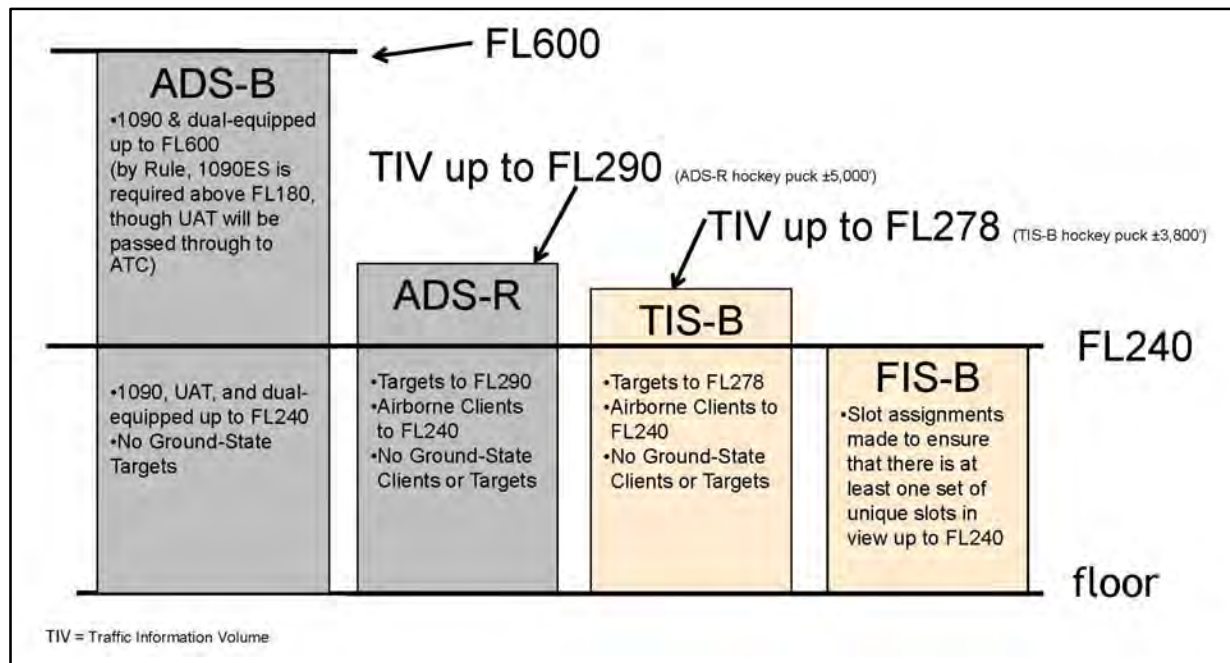 FL600
ADS-B
•1090 & dual-equipped
up to FL600
(by Rule, 1090ES is
required above FL180,
though UAT will be
passed through to
ATC)
•1090, UAT, and dual-
equipped up to FL240
•No Ground-State
Targets
TIV up to FL290 (ADS-R hockey puck ±5,000')
ADS-R
•Targets to FL290
•Airborne Clients
to FL240
•No Ground-State
Clients or Targets
TIV up to FL278 (TIS-B hockey puck ±3,800')
TIS-B
•Targets to FL278
•Airborne Clients to
FL240
•No Ground-State
Clients or Targets
FL240
FIS-B
•Slot assignments
made to ensure
that there is at
least one set of
unique slots in
view up to FL240
floor
TIV = Traffic Information Volume